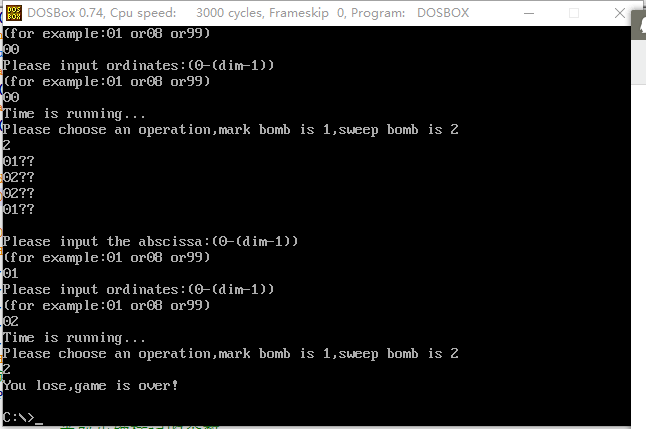 DOSBox 0.74, Cpu speed: 3000 cycles, Frameskip 0, Program: DOSBOX
(for example:01 or08 or99)
00
Please input ordinates:(0-(dim-1))
(for example:01 or08 or99)
00
Time is running...
Please choose an operation,mark bomb is 1,sweep bomb is 2
2
01??
02??
02??
01??
Please input the abscissa:(0-(dim-1))
(for example:01 or08 or99)
01
Please input ordinates:(0-(dim-1))
(for example:01 or08 or99)
02
Time is running...
Please choose an operation,mark bomb is 1,sweep bomb is 2
2
You lose,game is over!
C:\>_